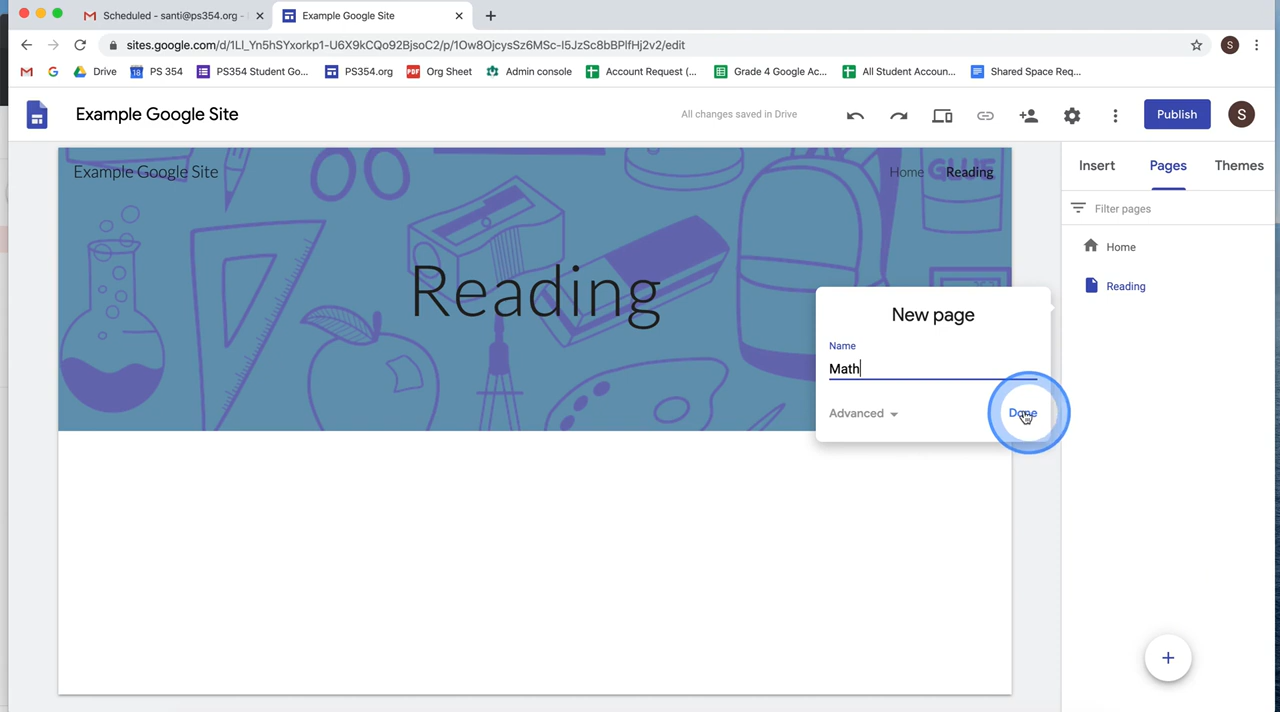 Scheduled - santi@ps354.org -
Example Google Site
sites.google.com/d/1Ll_Yn5hSYxorkp1-U6X9kCQo92BjsoC2/p/1Ow8OjcysSz6MSc-I5JzSc8bBPlfHj2v2/edit
S
Drive
18
PS 354
PS354 Student Go...
PS354.org
PDF
Org Sheet
Admin console
Account Request (...
Grade 4 Google Ac...
All Student Accoun...
Shared Space Req...
Example Google Site
All changes saved in Drive
Publish
S
Example Google Site
Home
Reading
GLUE
Reading
Insert
Pages
Themes
Filter pages
Home
Reading
New page
Name
Math
Advanced
Done